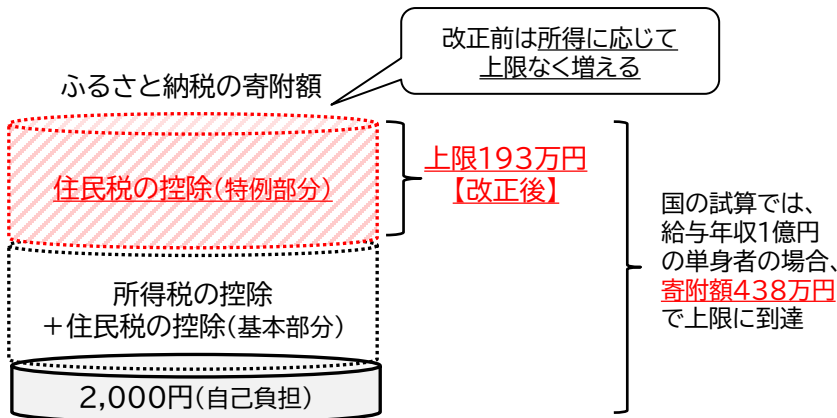 改正前は所得に応じて
上限なく増える
ふるさと納税の寄附額
住民税の控除(特例部分)
上限193万円
【改正後】
所得税の控除
＋住民税の控除(基本部分)
2,000円(自己負担)
国の試算では、
給与年収1億円
の単身者の場合、
寄附額438万円
で上限に到達